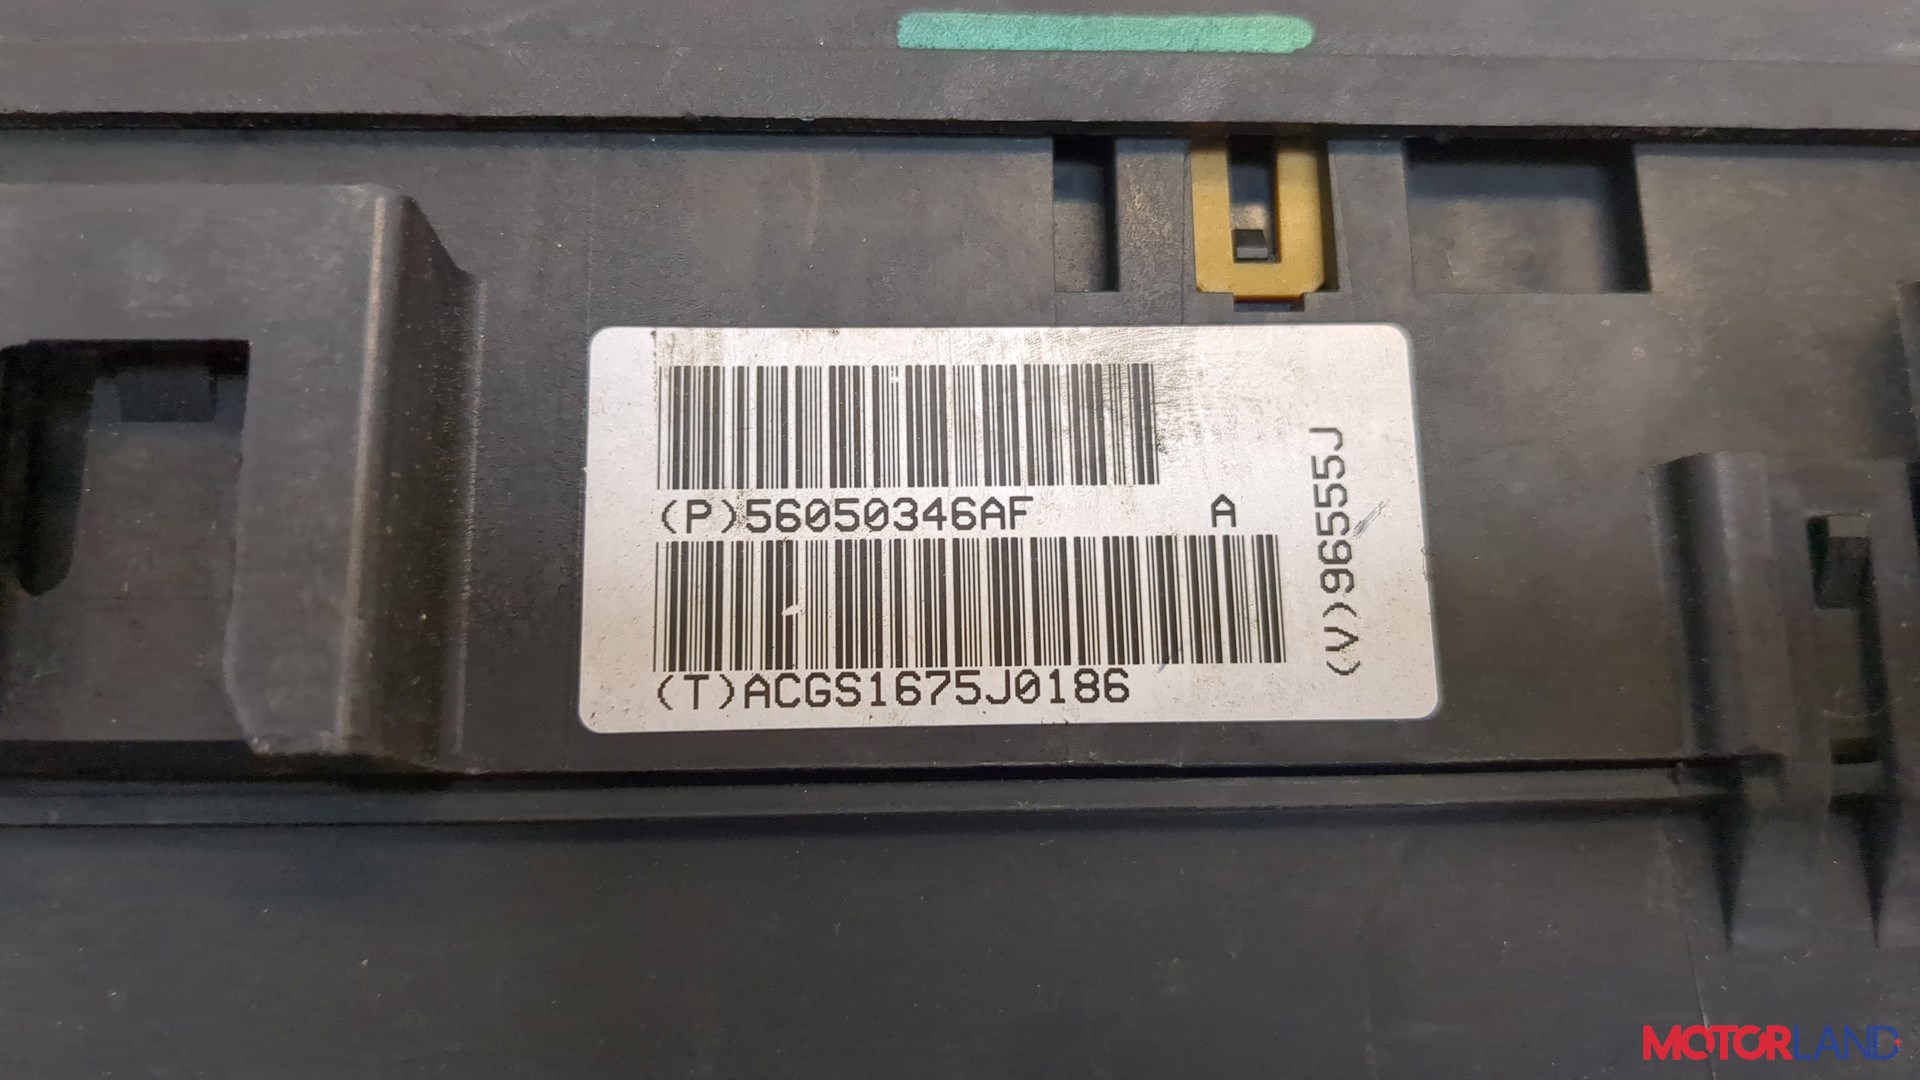 (P)56050346AF A
(T)ACGS1675J0186
(V)96555J
MOTORLAND